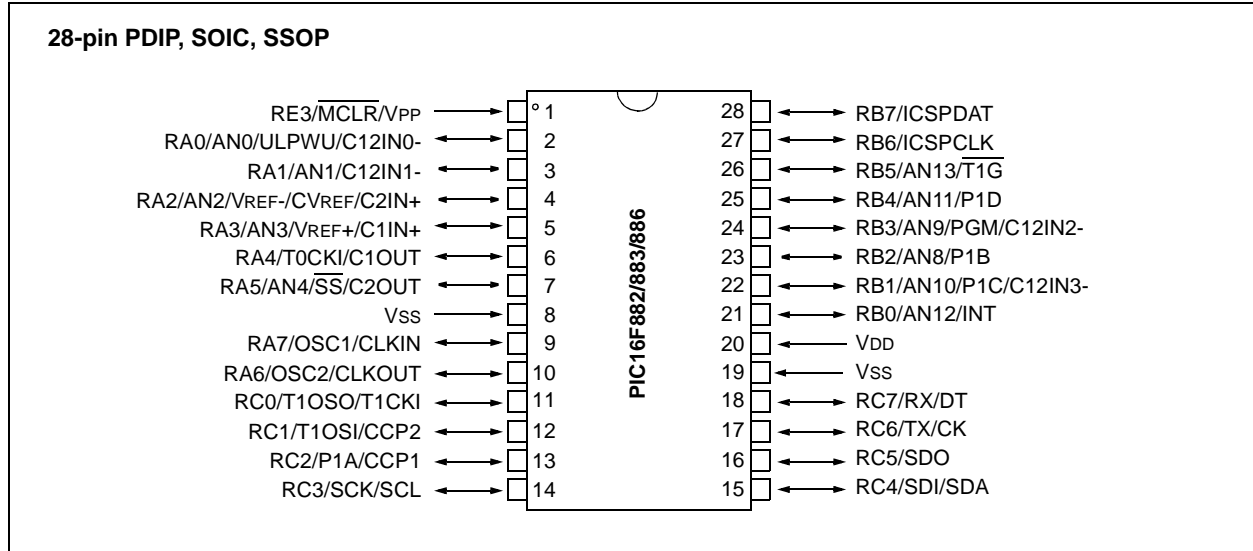 28-pin PDIP, SOIC, SSOP
RE3/MCLR/VPP 1
RA0/AN0/ULPWU/C12IN0- 2
RA1/AN1/C12IN1- 3
RA2/AN2/VREF-/CVREF/C2IN+ 4
RA3/AN3/VREF+/C1IN+ 5
RA4/T0CKI/C1OUT 6
RA5/AN4/SS/C2OUT 7
VSS 8
RA7/OSC1/CLKIN 9
RA6/OSC2/CLKOUT 10
RC0/T1OSO/T1CKI 11
RC1/T1OSI/CCP2 12
RC2/P1A/CCP1 13
RC3/SCK/SCL 14
PIC16F882/883/886
28 RB7/ICSPDAT
27 RB6/ICSPCLK
26 RB5/AN13/T1G
25 RB4/AN11/P1D
24 RB3/AN9/PGM/C12IN2-
23 RB2/AN8/P1B
22 RB1/AN10/P1C/C12IN3-
21 RB0/AN12/INT
20 VDD
19 VSS
18 RC7/RX/DT
17 RC6/TX/CK
16 RC5/SDO
15 RC4/SDI/SDA